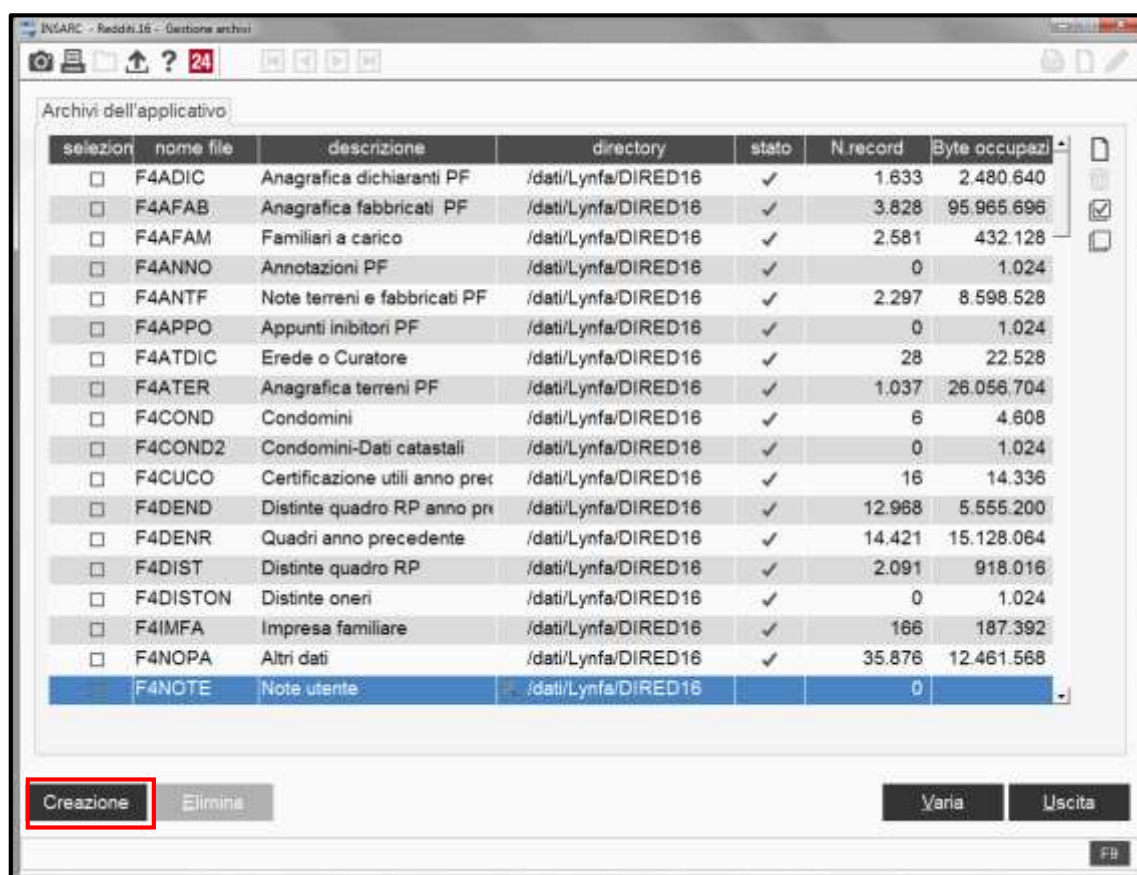 INSARC - Redditi.16 - Gestione archivi
? 24
Archivi dell'applicativo
selezion nome file descrizione directory stato N.record Byte occupazi
F4ADIC Anagrafica dichiaranti PF /dati/Lynfa/DIRED16 ✓ 1.633 2.480.640
F4AFAB Anagrafica fabbricati PF /dati/Lynfa/DIRED16 ✓ 3.828 95.965.696
F4AFAM Familiari a carico /dati/Lynfa/DIRED16 ✓ 2.581 432.128
F4ANNO Annotazioni PF /dati/Lynfa/DIRED16 ✓ 0 1.024
F4ANTF Note terreni e fabbricati PF /dati/Lynfa/DIRED16 ✓ 2.297 8.598.528
F4APPO Appunti inibitori PF /dati/Lynfa/DIRED16 ✓ 0 1.024
F4ATDIC Erede o Curatore /dati/Lynfa/DIRED16 ✓ 28 22.528
F4ATER Anagrafica terreni PF /dati/Lynfa/DIRED16 ✓ 1.037 26.056.704
F4COND Condomini /dati/Lynfa/DIRED16 ✓ 6 4.608
F4COND2 Condomini-Dati catastali /dati/Lynfa/DIRED16 ✓ 0 1.024
F4CUCO Certificazione utili anno prec /dati/Lynfa/DIRED16 ✓ 16 14.336
F4DEND Distinte quadro RP anno pre /dati/Lynfa/DIRED16 ✓ 12.968 5.555.200
F4DENR Quadri anno precedente /dati/Lynfa/DIRED16 ✓ 14.421 15.128.064
F4DIST Distinte quadro RP /dati/Lynfa/DIRED16 ✓ 2.091 918.016
F4DISTON Distinte oneri /dati/Lynfa/DIRED16 ✓ 0 1.024
F4IMFA Impresa familiare /dati/Lynfa/DIRED16 ✓ 166 187.392
F4NOPA Altri dati /dati/Lynfa/DIRED16 ✓ 35.876 12.461.568
F4NOTE Note utente /dati/Lynfa/DIRED16 0
Creazione Elimina Varia Uscita